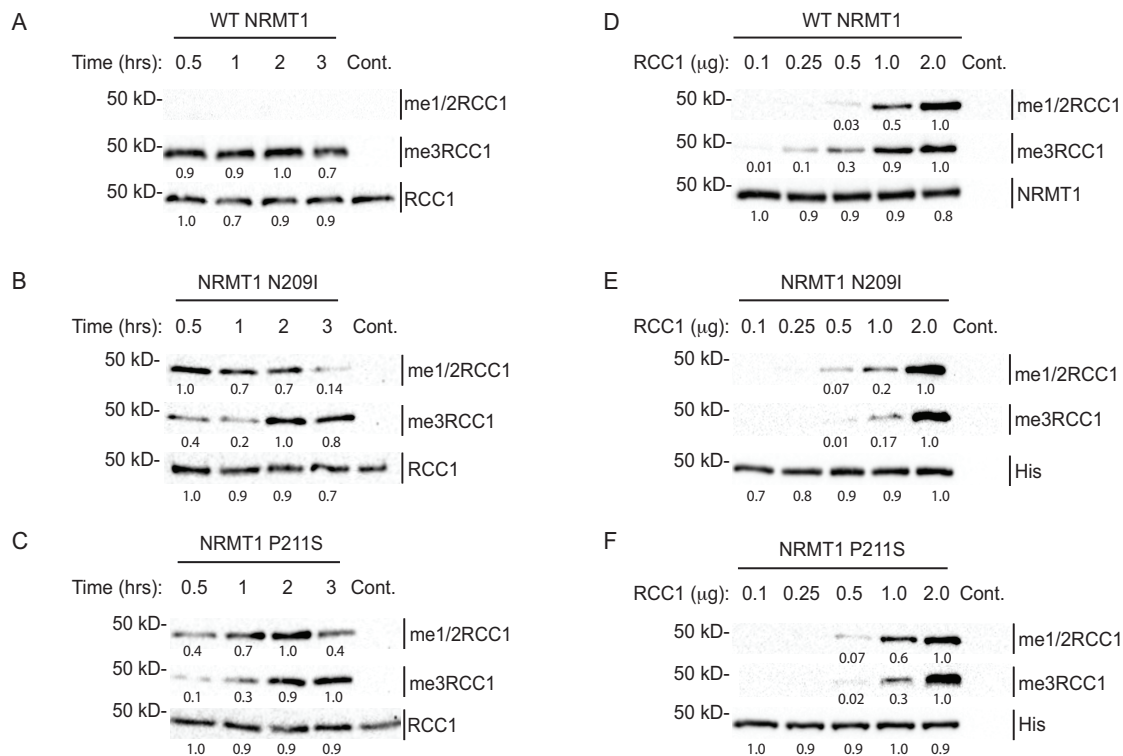 A
WT NRMT1
Time (hrs): 0.5 1 2 3 Cont.
50 kD- me1/2RCC1
50 kD- me3RCC1
0.9 0.9 1.0 0.7
50 kD- RCC1
1.0 0.7 0.9 0.9
B
NRMT1 N209I
Time (hrs): 0.5 1 2 3 Cont.
50 kD- me1/2RCC1
1.0 0.7 0.7 0.14
50 kD- me3RCC1
0.4 0.2 1.0 0.8
50 kD- RCC1
1.0 0.9 0.9 0.7
C
NRMT1 P211S
Time (hrs): 0.5 1 2 3 Cont.
50 kD- me1/2RCC1
0.4 0.7 1.0 0.4
50 kD- me3RCC1
0.1 0.3 0.9 1.0
50 kD- RCC1
1.0 0.9 0.9 0.9
D
WT NRMT1
RCC1 (µg): 0.1 0.25 0.5 1.0 2.0 Cont.
50 kD- me1/2RCC1
0.03 0.5 1.0
50 kD- me3RCC1
0.01 0.1 0.3 0.9 1.0
50 kD- NRMT1
1.0 0.9 0.9 0.9 0.8
E
NRMT1 N209I
RCC1 (µg): 0.1 0.25 0.5 1.0 2.0 Cont.
50 kD- me1/2RCC1
0.07 0.2 1.0
50 kD- me3RCC1
0.01 0.17 1.0
50 kD- His
0.7 0.8 0.9 0.9 1.0
F
NRMT1 P211S
RCC1 (µg): 0.1 0.25 0.5 1.0 2.0 Cont.
50 kD- me1/2RCC1
0.07 0.6 1.0
50 kD- me3RCC1
0.02 0.3 1.0
50 kD- His
1.0 0.9 0.9 1.0 0.9